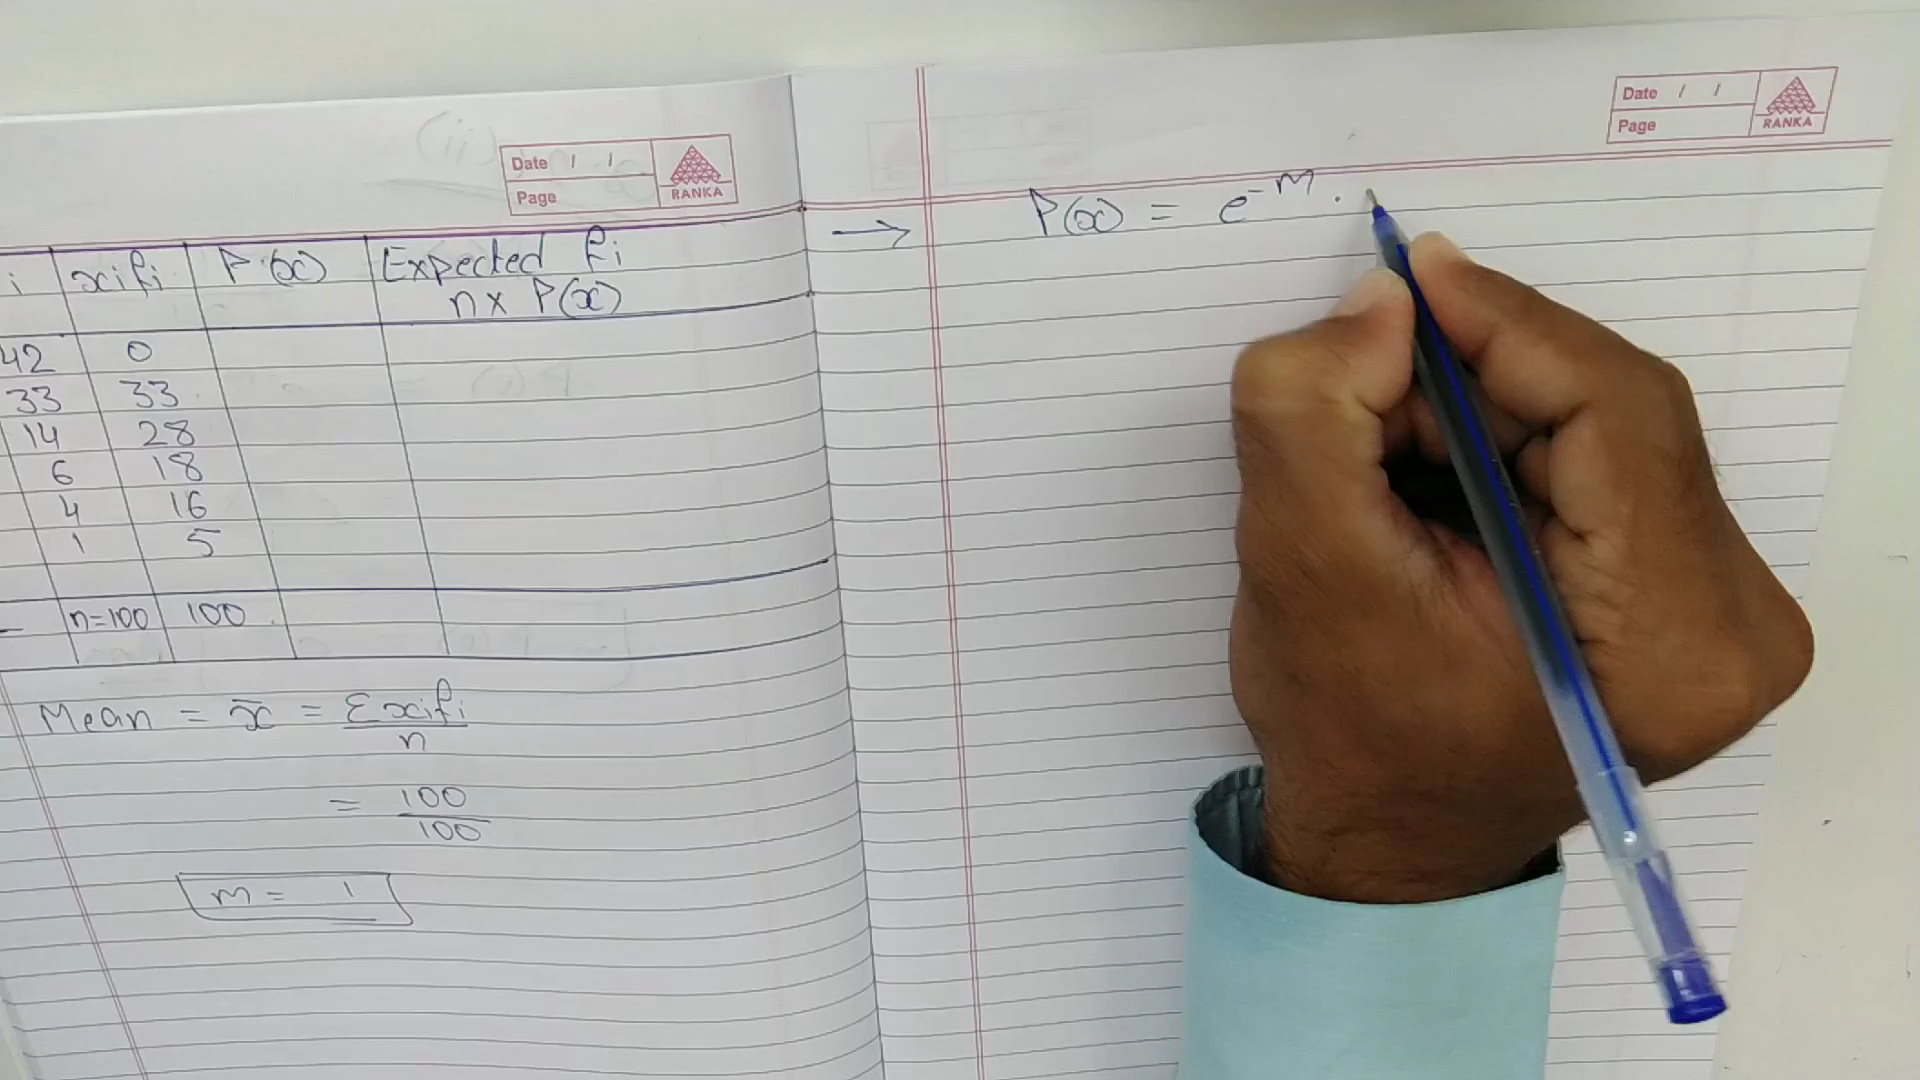 Date / /
Page
RANKA
i xifi P(x) Expected fi
n x P(x)
42 0
33 33
14 28
6 18
4 16
1 5
n=100 100
Mean = x̄ = Σxifi
n
= 100
100
m = 1
Date / /
Page
RANKA
→ P(x) = e^-m .